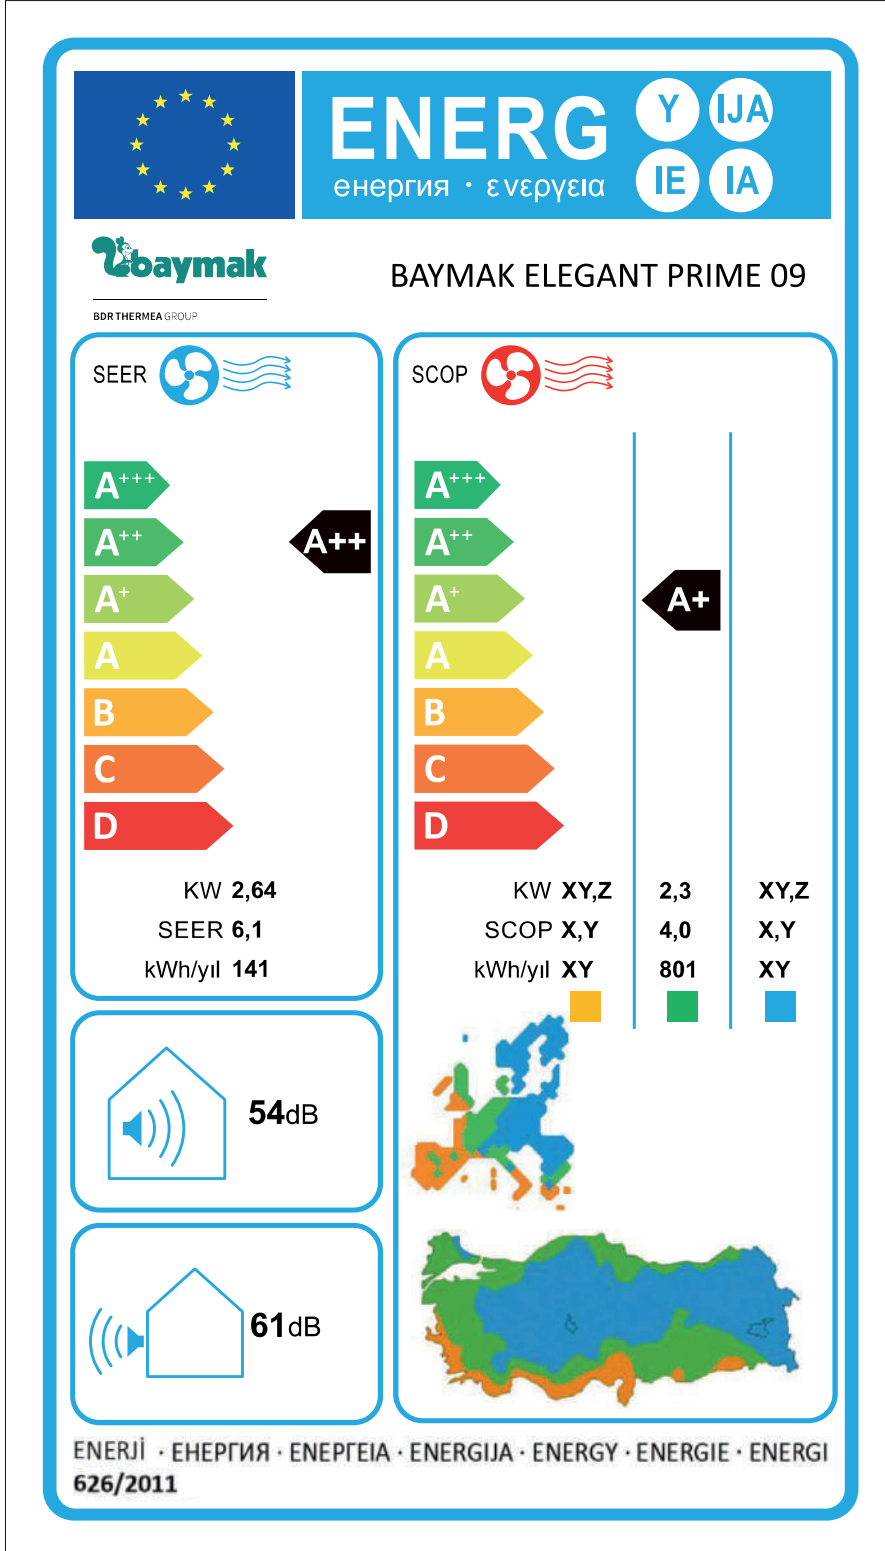 ENERG
енергия · ενεργεια
Y IJA
IE IA
baymak
BDR THERMEA GROUP
BAYMAK ELEGANT PRIME 09
SEER
A+++
A++
A+
A
B
C
D
A++
KW 2,64
SEER 6,1
kWh/yıl 141
SCOP
A+++
A++
A+
A
B
C
D
A+
KW XY,Z 2,3 XY,Z
SCOP X,Y 4,0 X,Y
kWh/yıl XY 801 XY
54dB
61dB
ENERJİ · ЕНЕРГИЯ · ΕΝΕΡΓΕΙΑ · ENERGIJA · ENERGY · ENERGIE · ENERGI
626/2011